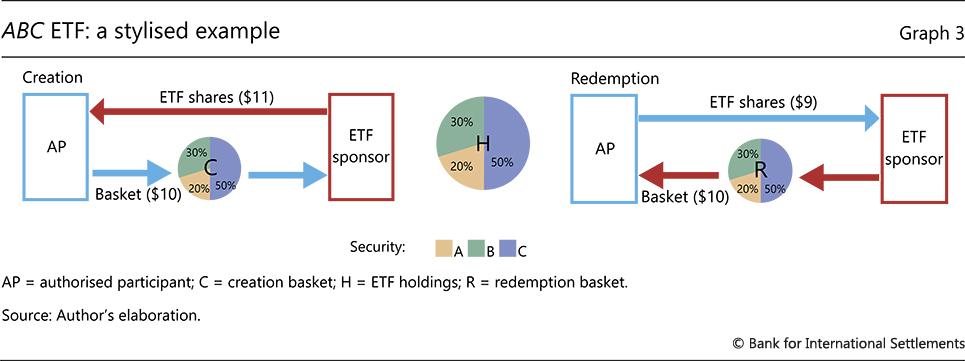 ABC ETF: a stylised example
Graph 3
Creation
ETF shares ($11)
AP
30%
C
20%
50%
Basket ($10)
ETF
sponsor
30%
H
20%
50%
Redemption
ETF shares ($9)
AP
30%
R
20%
50%
Basket ($10)
ETF
sponsor
Security:
A
B
C
AP = authorised participant; C = creation basket; H = ETF holdings; R = redemption basket.
Source: Author’s elaboration.
© Bank for International Settlements